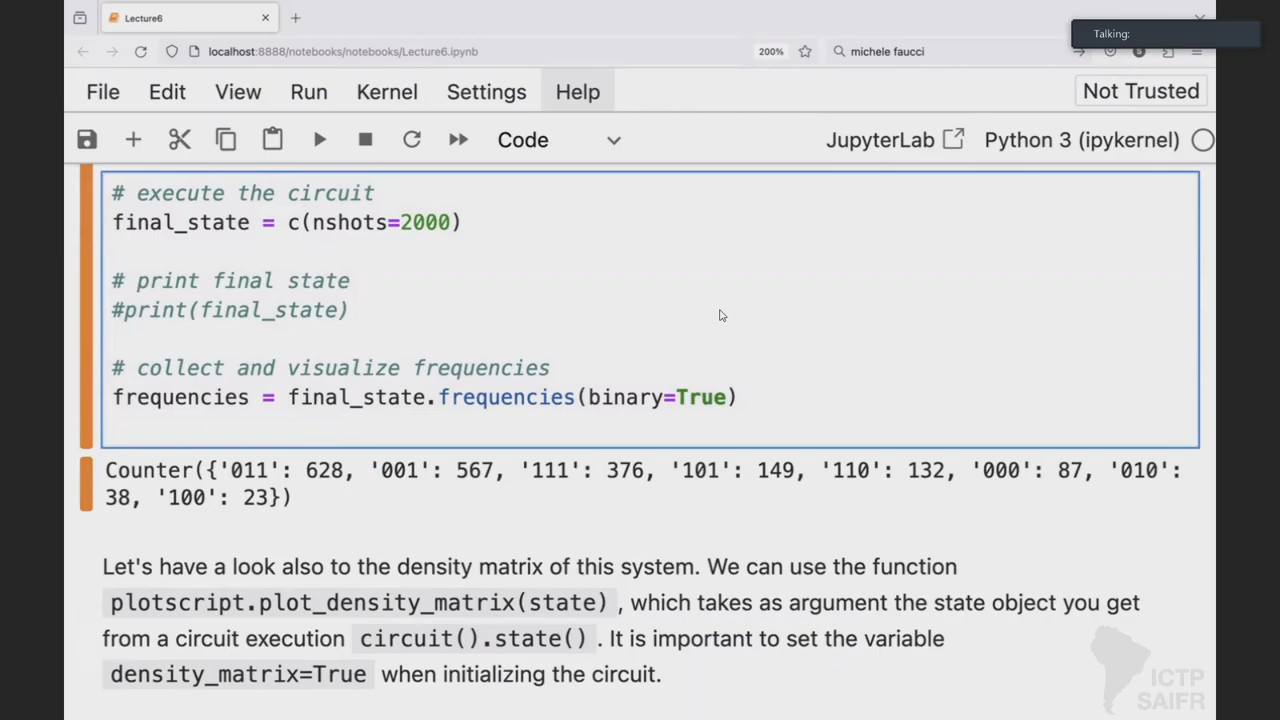 Lecture6
Talking:
localhost:8888/notebooks/notebooks/Lecture6.ipynb
200%
michele faucci
File Edit View Run Kernel Settings Help Not Trusted
Code JupyterLab Python 3 (ipykernel)
# execute the circuit
final_state = c(nshots=2000)
# print final state
#print(final_state)
# collect and visualize frequencies
frequencies = final_state.frequencies(binary=True)
Counter({'011': 628, '001': 567, '111': 376, '101': 149, '110': 132, '000': 87, '010':
38, '100': 23})
Let's have a look also to the density matrix of this system. We can use the function
plotscript.plot_density_matrix(state) , which takes as argument the state object you get
from a circuit execution circuit().state() . It is important to set the variable
density_matrix=True when initializing the circuit.
ICTP
SAIFR